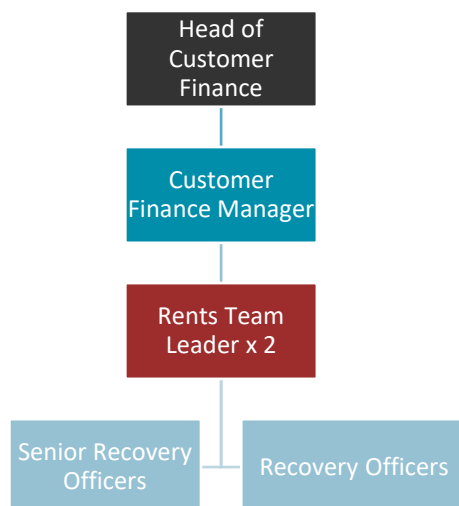 Head of
Customer
Finance
Customer
Finance Manager
Rents Team
Leader x 2
Senior Recovery
Officers
Recovery Officers